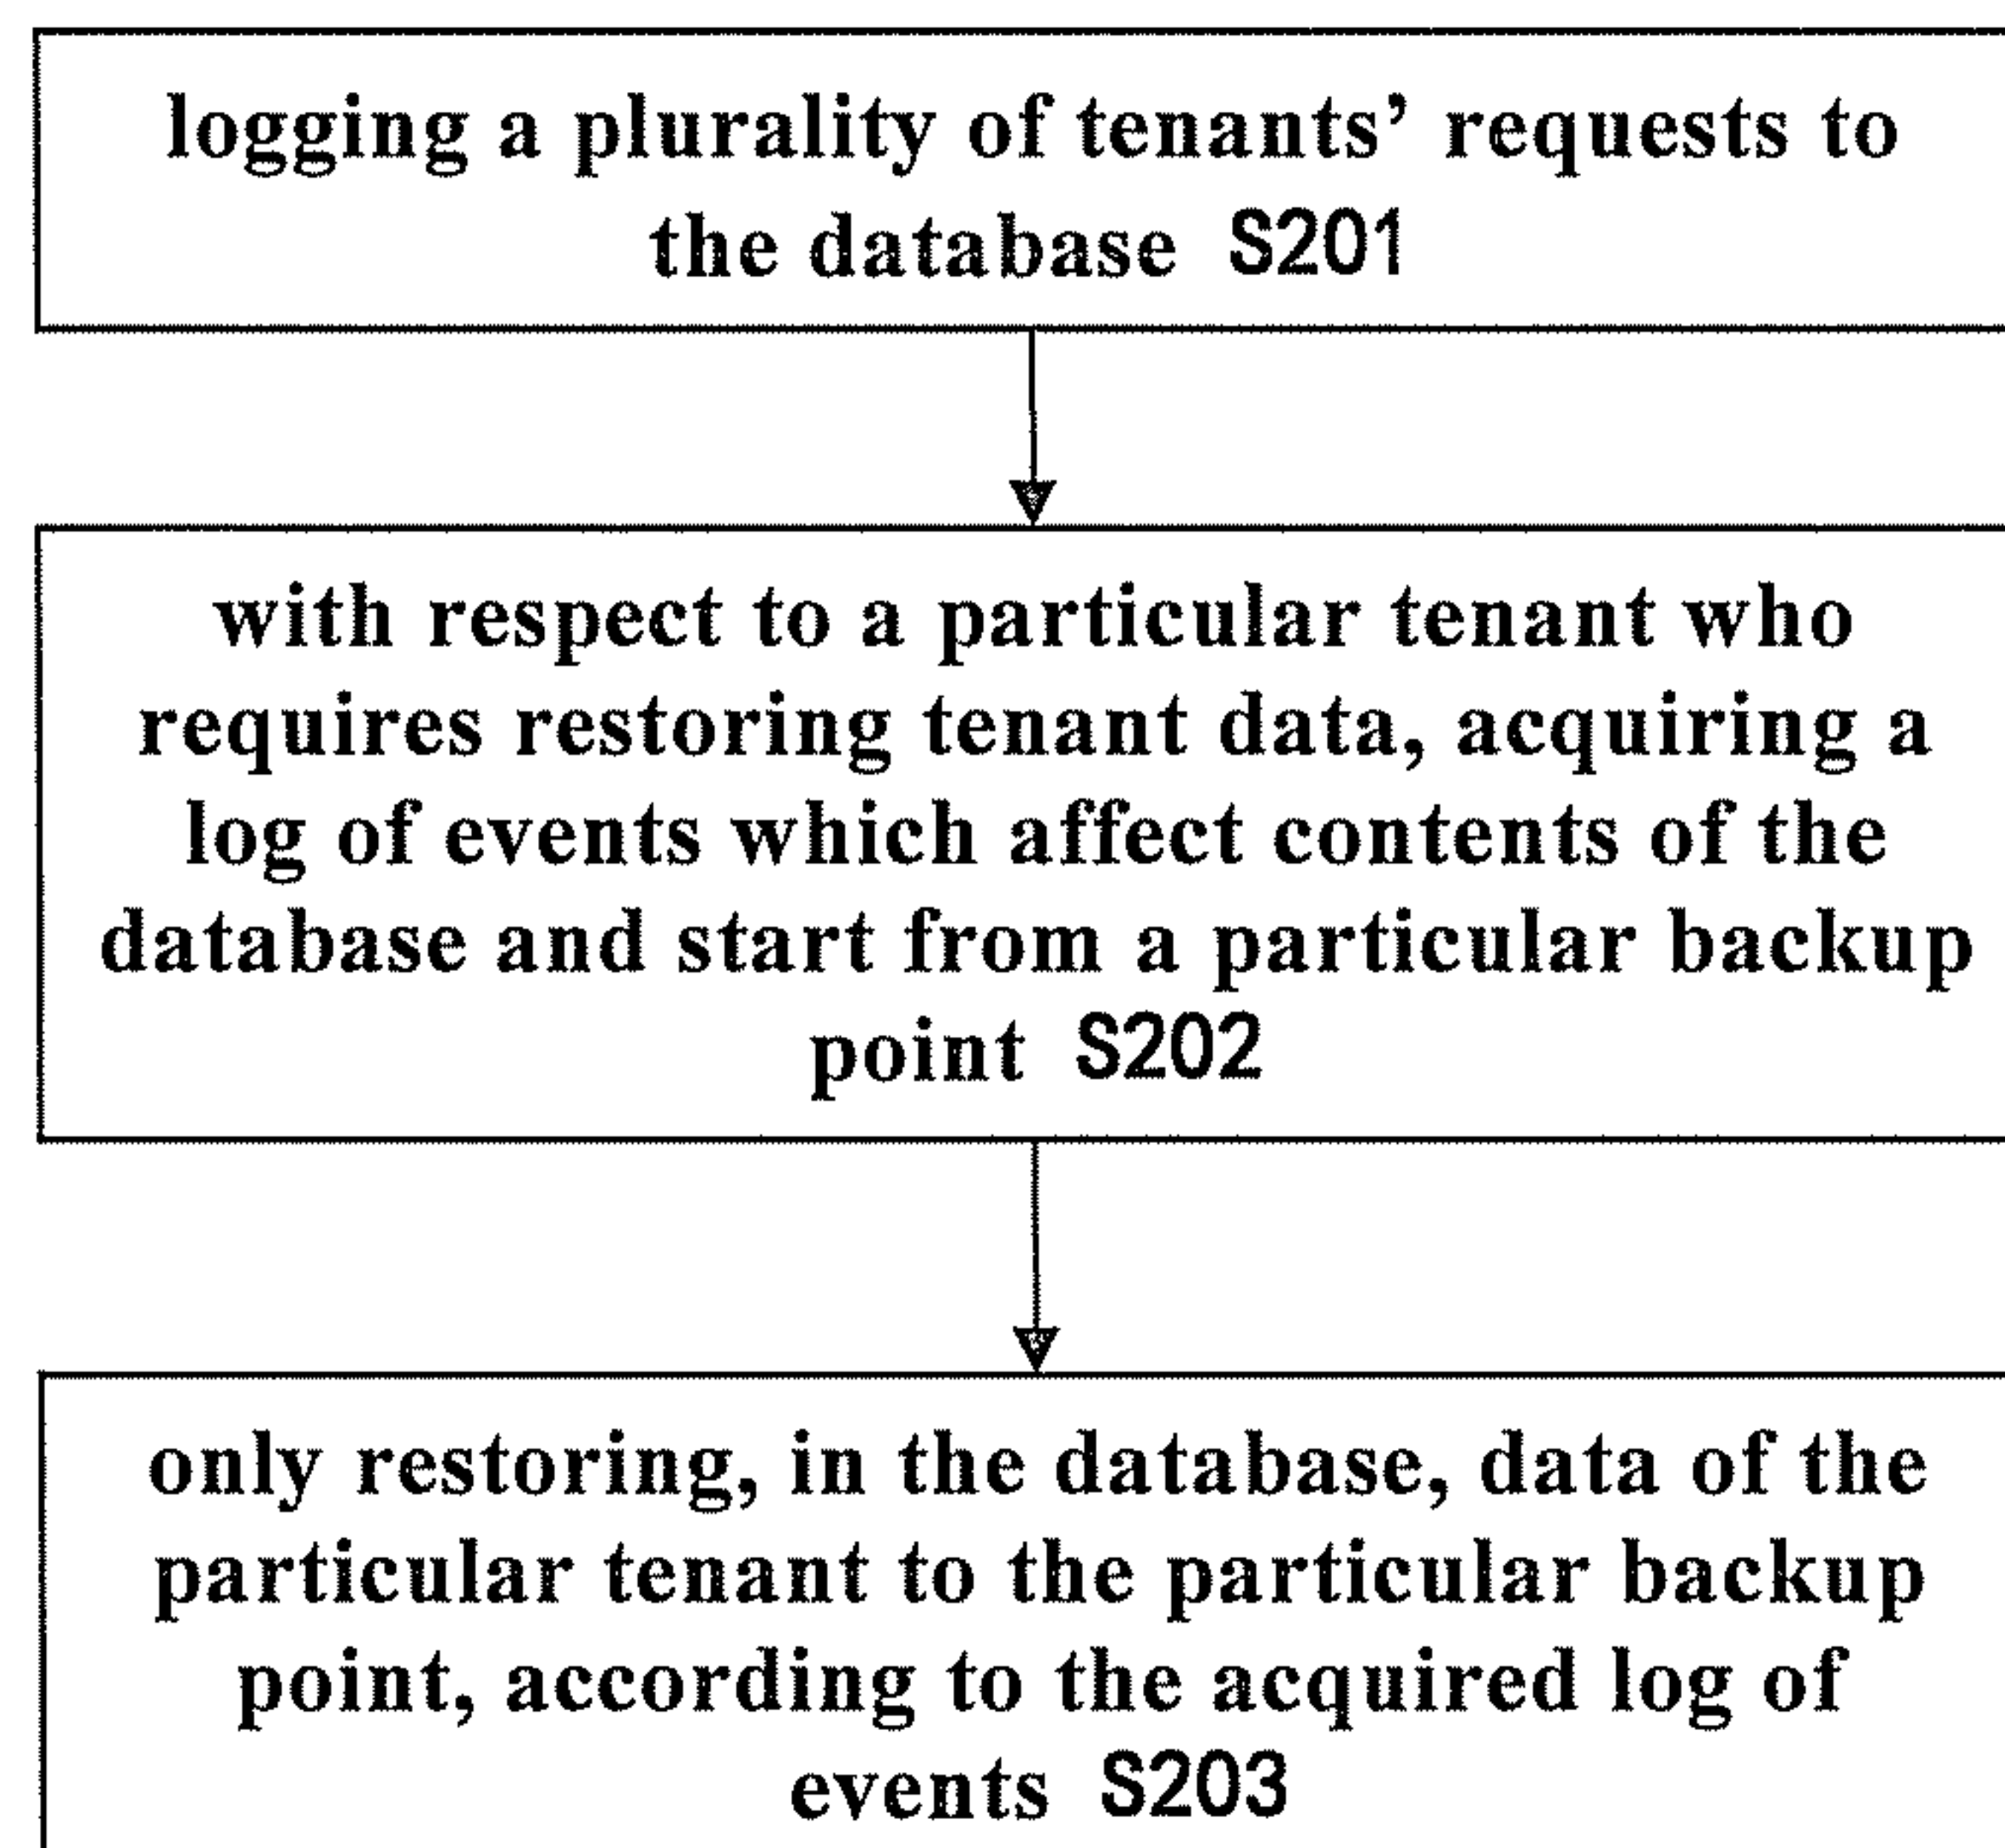 logging a plurality of tenants’ requests to
the database S201
with respect to a particular tenant who
requires restoring tenant data, acquiring a
log of events which affect contents of the
database and start from a particular backup
point S202
only restoring, in the database, data of the
particular tenant to the particular backup
point, according to the acquired log of
events S203